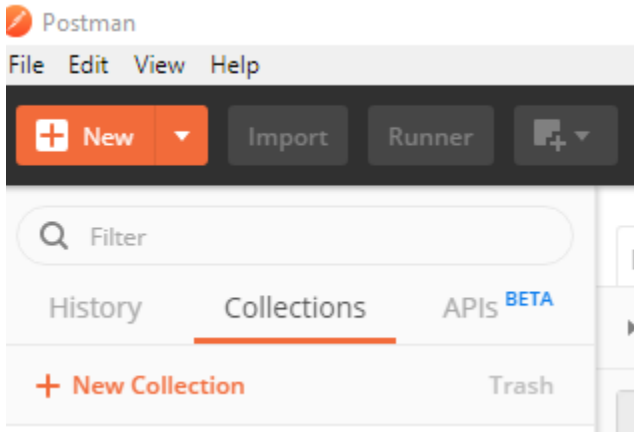 Postman
File Edit View Help
New Import Runner
Filter
History Collections APIs BETA
+ New Collection Trash